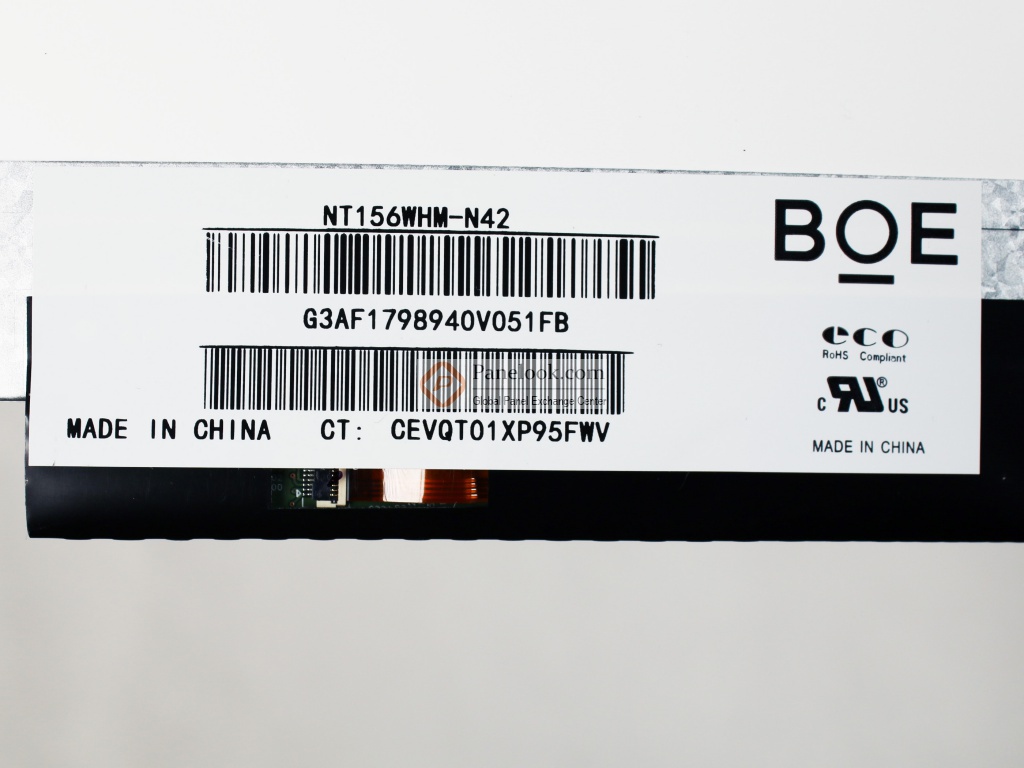 NT156WHM-N42
BOE
G3AF1798940V051FB
eco
RoHS Compliant
Panelook.com
Global Panel Exchange Center
C RU® US
MADE IN CHINA CT: CEVQT01XP95FWV
MADE IN CHINA